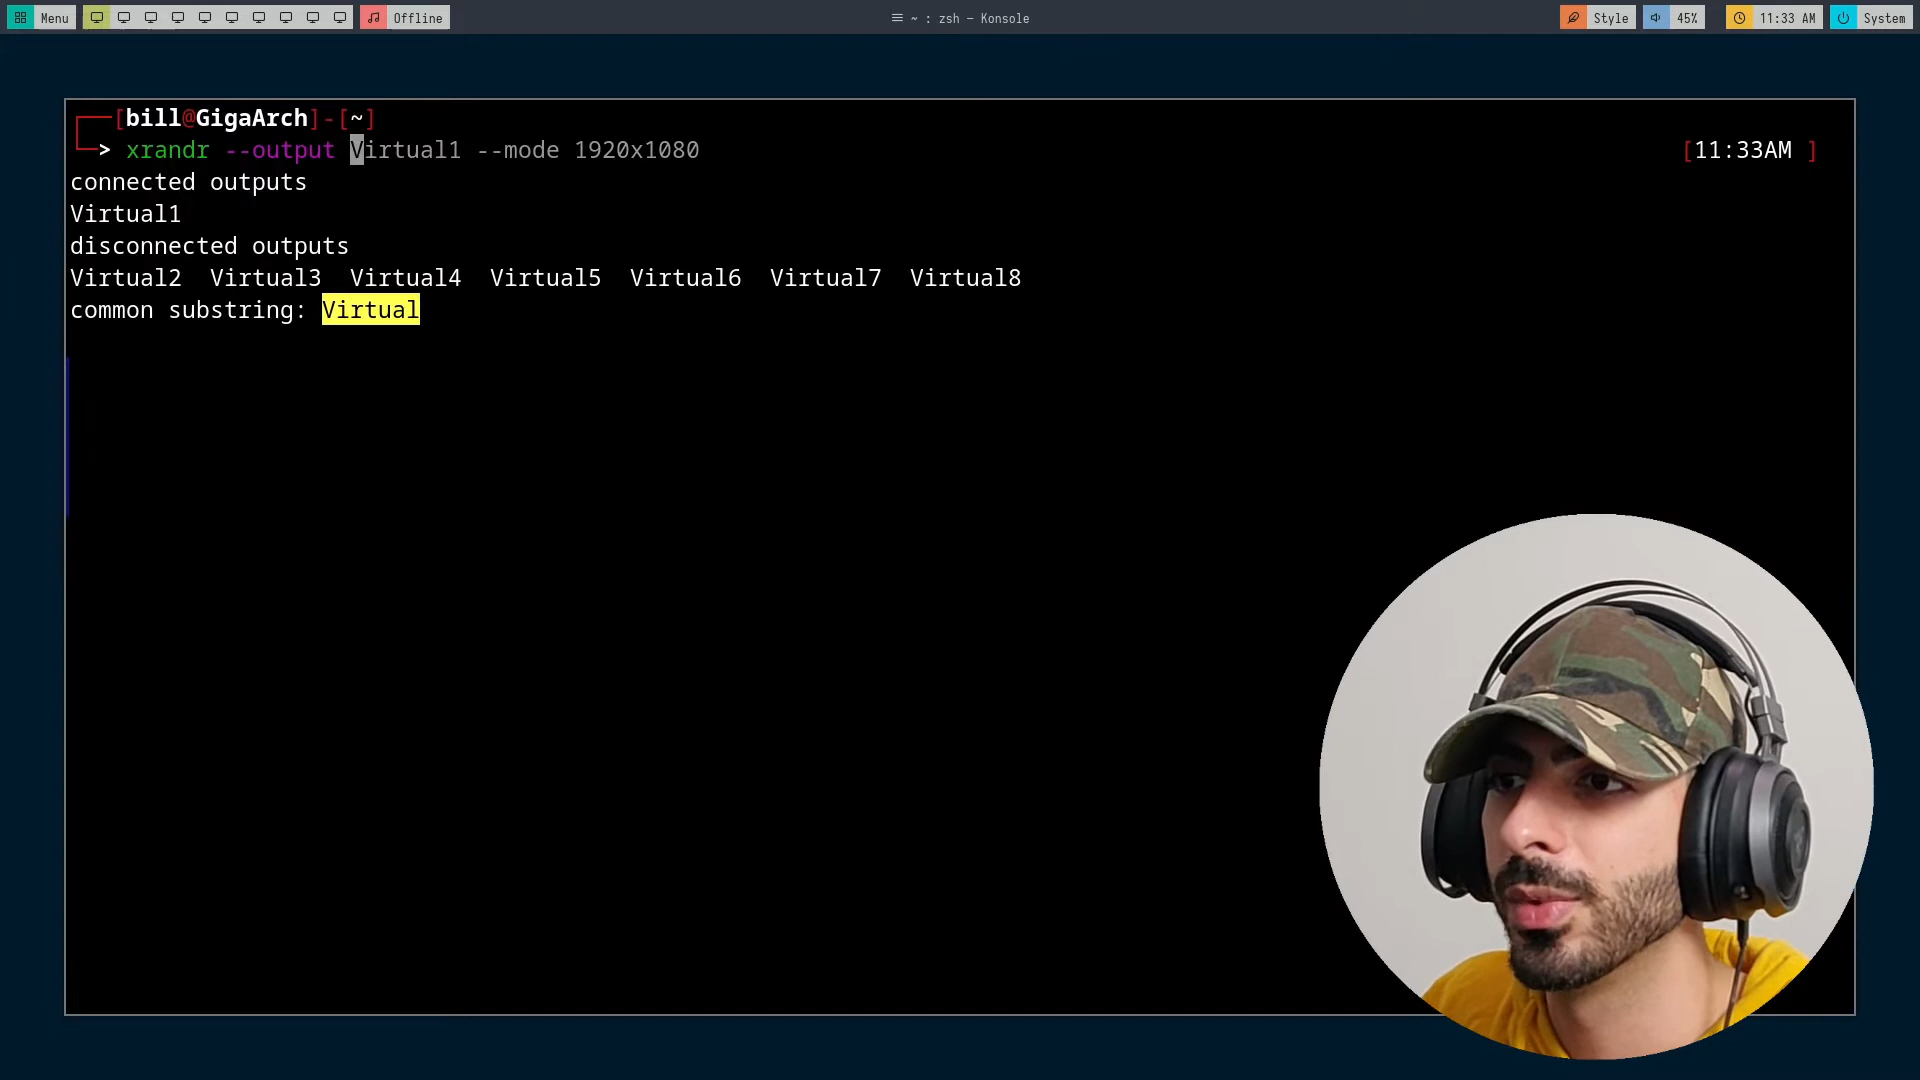 Menu Offline ~ : zsh — Konsole Style 45% 11:33 AM System
[bill@GigaArch]-[~]
> xrandr --output Virtual1 --mode 1920x1080 [11:33AM ]
connected outputs
Virtual1
disconnected outputs
Virtual2 Virtual3 Virtual4 Virtual5 Virtual6 Virtual7 Virtual8
common substring: Virtual